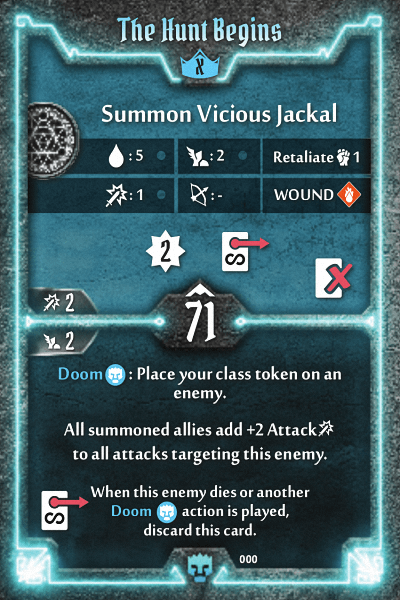 The Hunt Begins
X
Summon Vicious Jackal
: 5
: 2
Retaliate 1
: 1
: -
WOUND
2
S
2
71
2
Doom : Place your class token on an
enemy.
All summoned allies add +2 Attack
to all attacks targeting this enemy.
S
When this enemy dies or another
Doom action is played,
discard this card.
000